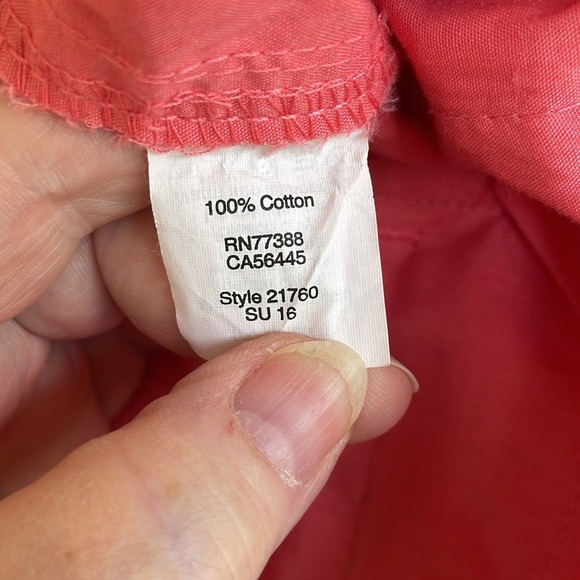 100% Cotton
RN77388
CA56445
Style 21760
SU 16